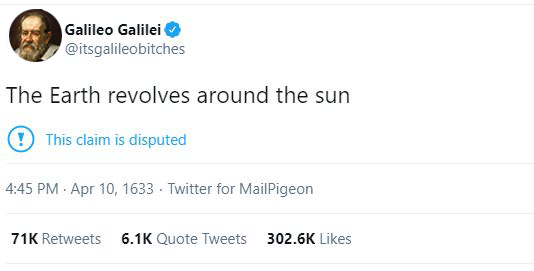 Galileo Galilei
@itsgalileobitches
The Earth revolves around the sun
This claim is disputed
4:45 PM · Apr 10, 1633 · Twitter for MailPigeon
71K Retweets 6.1K Quote Tweets 302.6K Likes